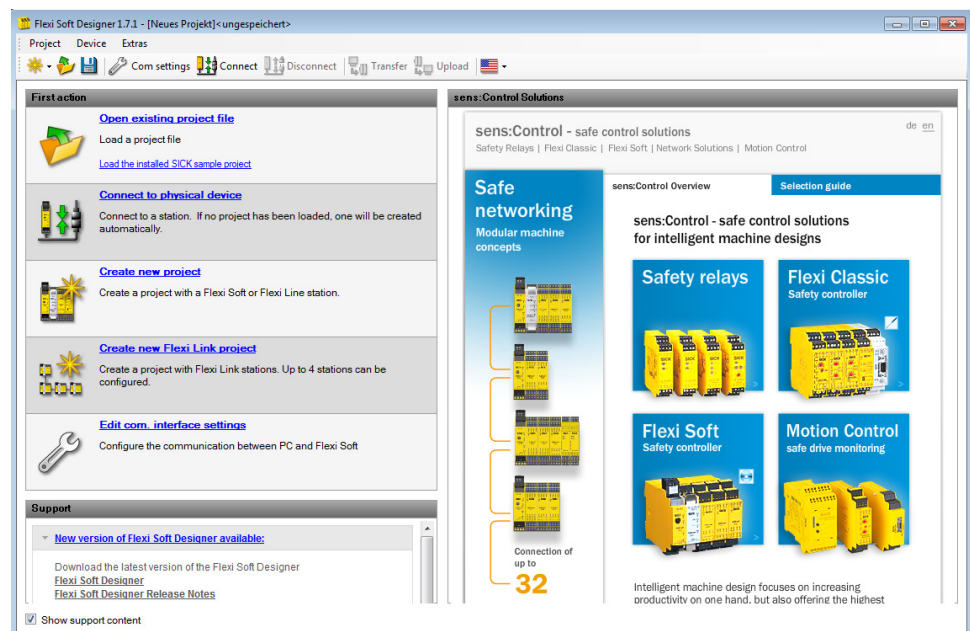 Flexi Soft Designer 1.7.1 - [Neues Projekt]<ungespeichert>
Project Device Extras
Com settings Connect Disconnect Transfer Upload
First action
Open existing project file
Load a project file
Load the installed SICK sample project
Connect to physical device
Connect to a station. If no project has been loaded, one will be created
automatically.
Create new project
Create a project with a Flexi Soft or Flexi Line station.
Create new Flexi Link project
Create a project with Flexi Link stations. Up to 4 stations can be
configured.
Edit com. interface settings
Configure the communication between PC and Flexi Soft
Support
New version of Flexi Soft Designer available:
Download the latest version of the Flexi Soft Designer
Flexi Soft Designer
Flexi Soft Designer Release Notes
Show support content
sens:Control Solutions
sens:Control - safe control solutions
de en
Safety Relays | Flexi Classic | Flexi Soft | Network Solutions | Motion Control
Safe
networking
Modular machine
concepts
Connection of
up to
32
sens:Control Overview
Selection guide
sens:Control - safe control solutions
for intelligent machine designs
Safety relays
Flexi Classic
Safety controller
Flexi Soft
Safety controller
Motion Control
safe drive monitoring
Intelligent machine design focuses on increasing
productivity on one hand, but also offering the highest